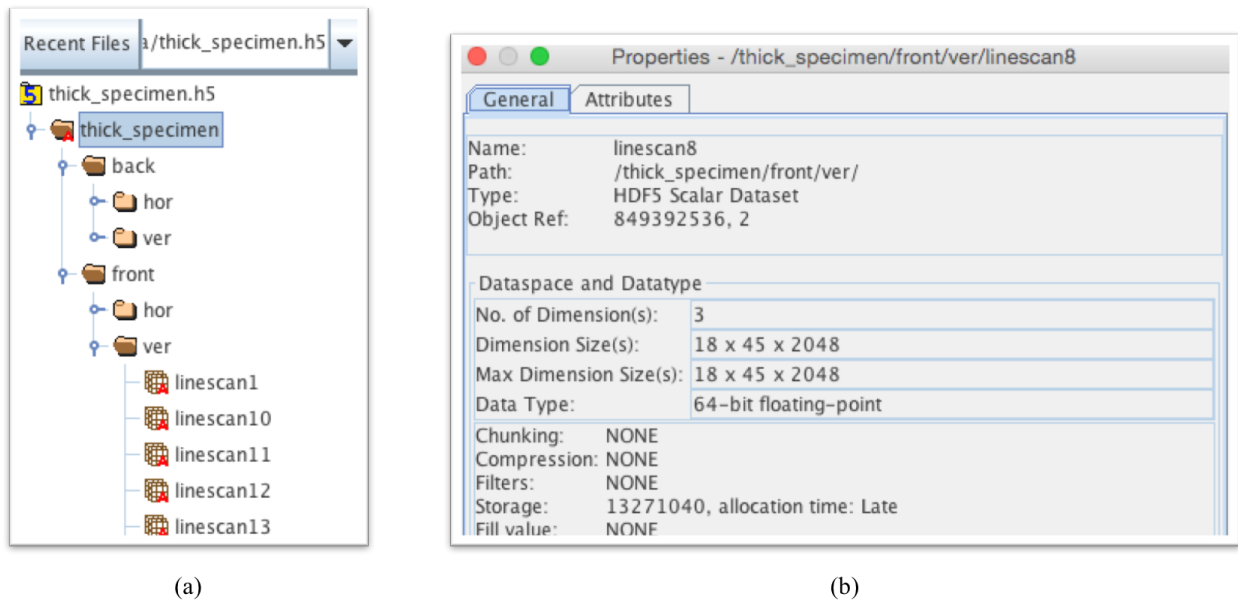 Recent Files a/thick_specimen.h5
thick_specimen.h5
thick_specimen
back
hor
ver
front
hor
ver
linescan1
linescan10
linescan11
linescan12
linescan13
(a)
Properties - /thick_specimen/front/ver/linescan8
General Attributes
Name: linescan8
Path: /thick_specimen/front/ver/
Type: HDF5 Scalar Dataset
Object Ref: 849392536, 2
Dataspace and Datatype
No. of Dimension(s): 3
Dimension Size(s): 18 x 45 x 2048
Max Dimension Size(s): 18 x 45 x 2048
Data Type: 64-bit floating-point
Chunking: NONE
Compression: NONE
Filters: NONE
Storage: 13271040, allocation time: Late
Fill value: NONE
(b)